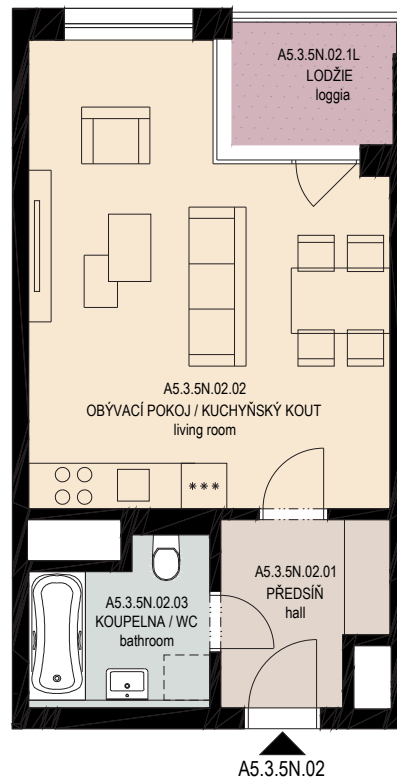 A5.3.5N.02.1L
LODŽIE
loggia
A5.3.5N.02.02
OBÝVACÍ POKOJ / KUCHYŇSKÝ KOUT
living room
***
A5.3.5N.02.01
PŘEDSÍŇ
hall
A5.3.5N.02.03
KOUPELNA / WC
bathroom
A5.3.5N.02